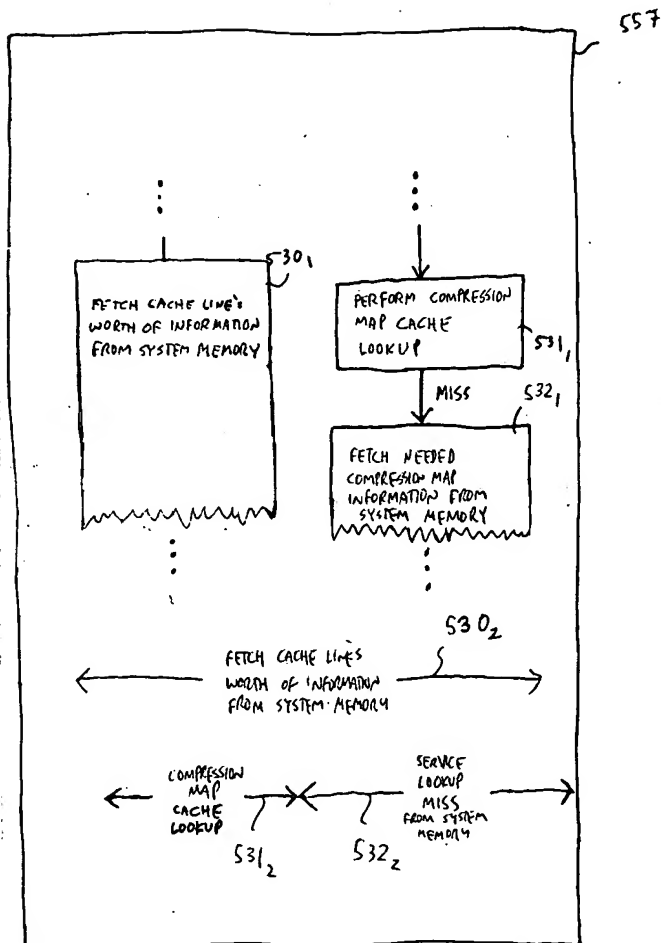 557
530₁
FETCH CACHE LINE'S
WORTH OF INFORMATION
FROM SYSTEM MEMORY
PERFORM COMPRESSION
MAP CACHE
LOOKUP
531₁
MISS
532₁
FETCH NEEDED
COMPRESSION MAP
INFORMATION FROM
SYSTEM MEMORY
530₂
FETCH CACHE LINE'S
WORTH OF INFORMATION
FROM SYSTEM MEMORY
COMPRESSION
MAP
CACHE
LOOKUP
531₂
SERVICE
LOOKUP
MISS
FROM SYSTEM
MEMORY
532₂